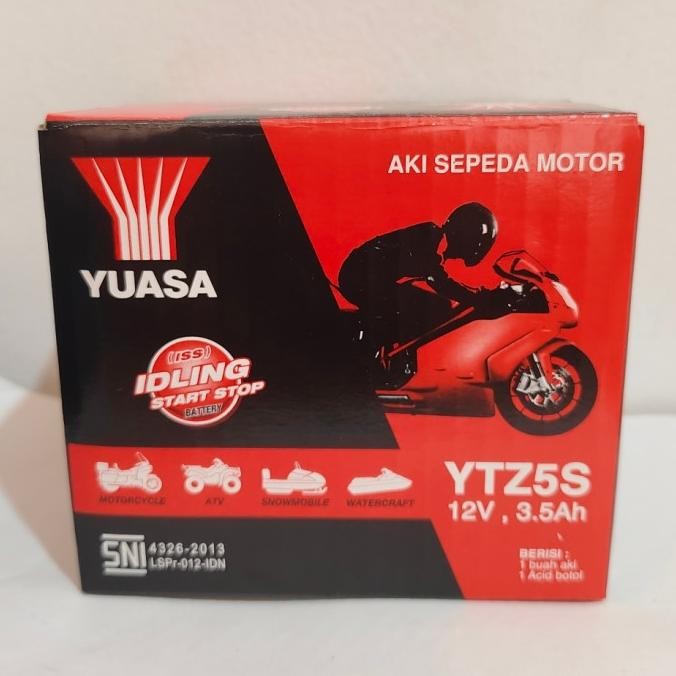 AKI SEPEDA MOTOR
YUASA
((ISS))
IDLING
START STOP
BATTERY
MOTORCYCLE
ATV
SNOWMOBILE
WATERCRAFT
YTZ5S
12V , 3.5Ah
SNI
4326-2013
LSPr-012-IDN
BERISI :
1 buah aki
1 Acid botol